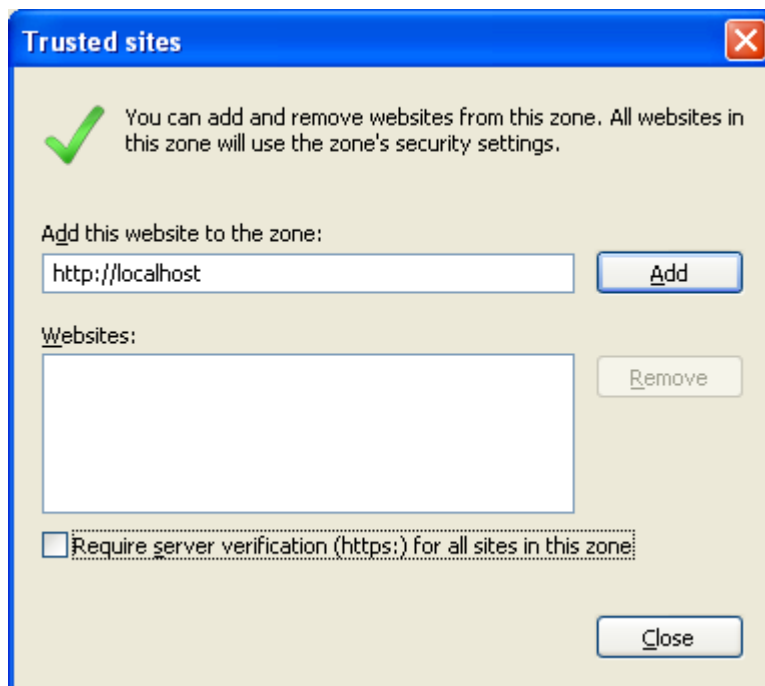 Trusted sites
You can add and remove websites from this zone. All websites in
this zone will use the zone's security settings.
Add this website to the zone:
http://localhost
Add
Websites:
Remove
Require server verification (https:) for all sites in this zone
Close